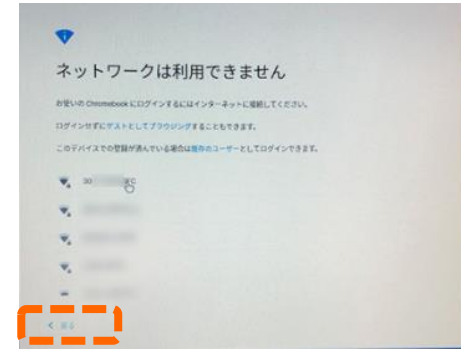 ネットワークは利用できません
お使いの Chromebook にログインするにはインターネットに接続してください。
ログインせずにゲストとしてブラウジングすることもできます。
このデバイスでの登録が済んでいる場合は既存のユーザーとしてログインできます。
30
戻る